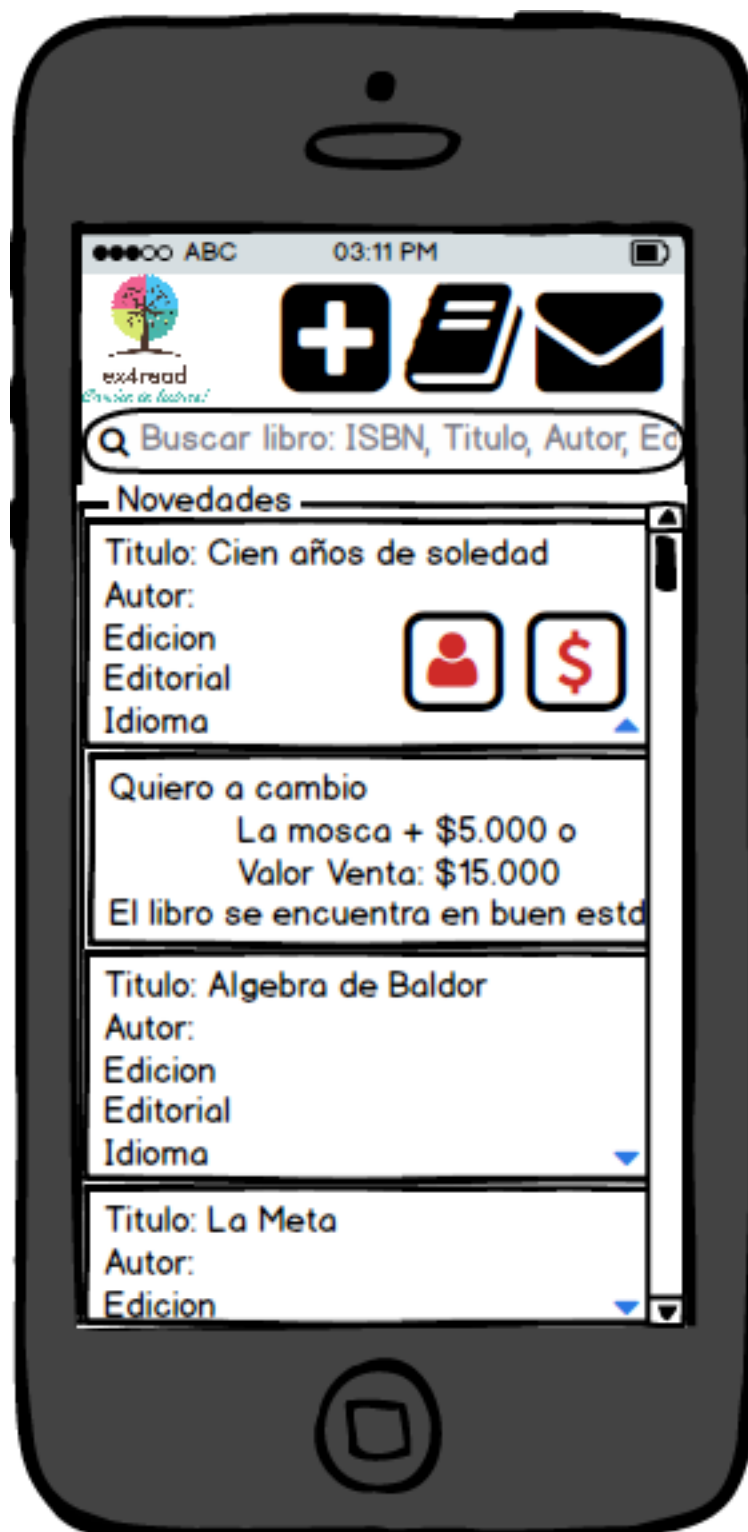 ABC 03:11 PM
ex4read
Buscar libro: ISBN, Titulo, Autor, Ed
Novedades
Titulo: Cien años de soledad
Autor:
Edicion
Editorial
Idioma
$
Quiero a cambio
La mosca + $5.000 o
Valor Venta: $15.000
El libro se encuentra en buen estd
Titulo: Algebra de Baldor
Autor:
Edicion
Editorial
Idioma
Titulo: La Meta
Autor:
Edicion